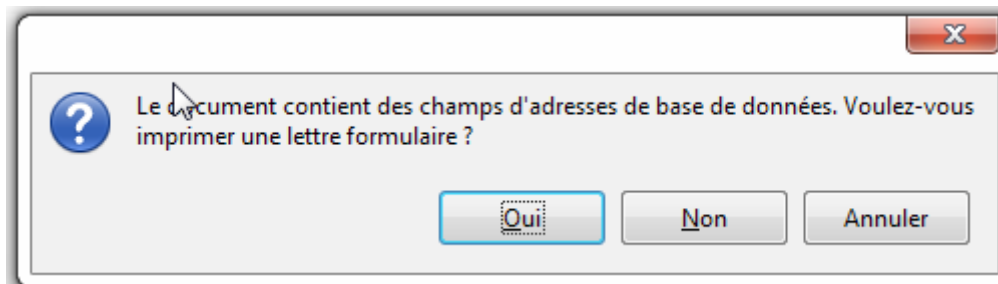 Le document contient des champs d'adresses de base de données. Voulez-vous
imprimer une lettre formulaire ?
Oui
Non
Annuler